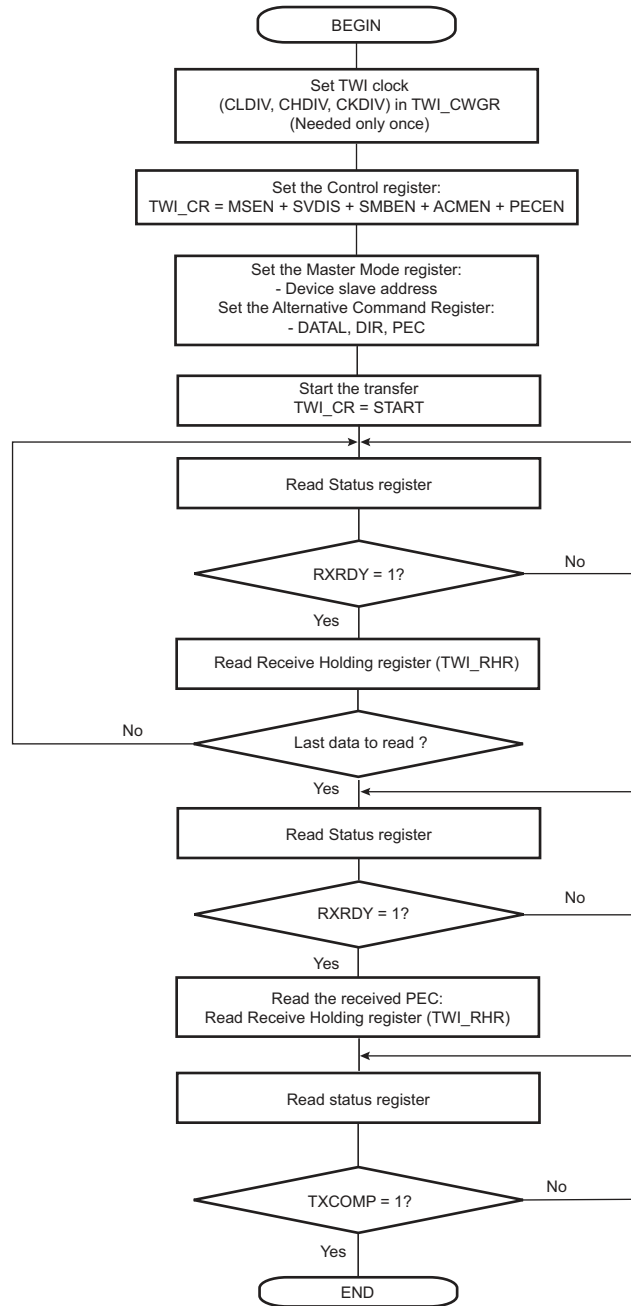 BEGIN
Set TWI clock
(CLDIV, CHDIV, CKDIV) in TWI_CWGR
(Needed only once)
Set the Control register:
TWI_CR = MSEN + SVDIS + SMBEN + ACMEN + PECEN
Set the Master Mode register:
- Device slave address
Set the Alternative Command Register:
- DATAL, DIR, PEC
Start the transfer
TWI_CR = START
Read Status register
RXRDY = 1?
No
Yes
Read Receive Holding register (TWI_RHR)
No
Last data to read ?
Yes
Read Status register
RXRDY = 1?
No
Yes
Read the received PEC:
Read Receive Holding register (TWI_RHR)
Read status register
TXCOMP = 1?
No
Yes
END